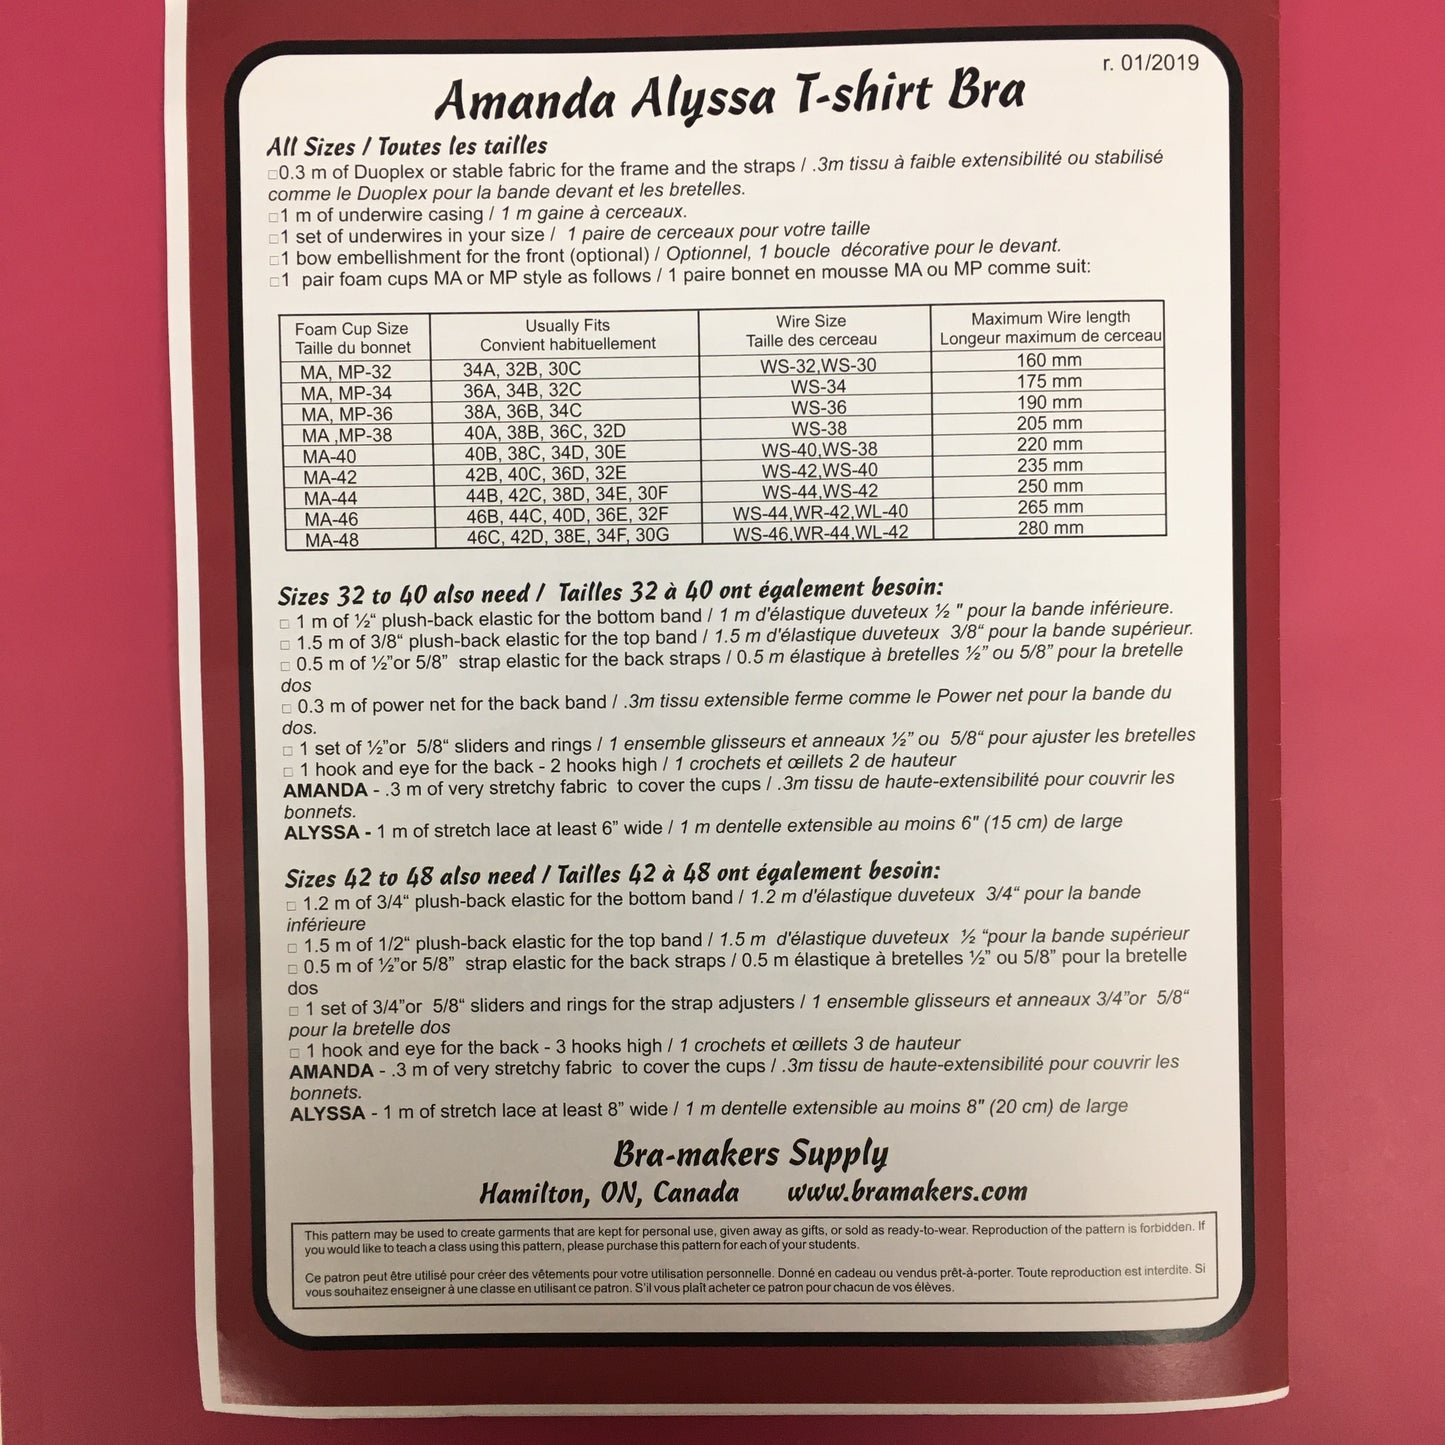 r. 01/2019
Amanda Alyssa T-shirt Bra
All Sizes / Toutes les tailles
□0.3 m of Duoplex or stable fabric for the frame and the straps / .3m tissu à faible extensibilité ou stabilisé
comme le Duoplex pour la bande devant et les bretelles.
□1 m of underwire casing / 1 m gaine à cerceaux.
□1 set of underwires in your size / 1 paire de cerceaux pour votre taille
□1 bow embellishment for the front (optional) / Optionnel, 1 boucle décorative pour le devant.
□1 pair foam cups MA or MP style as follows / 1 paire bonnet en mousse MA ou MP comme suit:
Foam Cup Size Usually Fits Wire Size Maximum Wire length
Taille du bonnet Convient habituellement Taille des cerceau Longeur maximum de cerceau
MA, MP-32 34A, 32B, 30C WS-32,WS-30 160 mm
MA, MP-34 36A, 34B, 32C WS-34 175 mm
MA, MP-36 38A, 36B, 34C WS-36 190 mm
MA ,MP-38 40A, 38B, 36C, 32D WS-38 205 mm
MA-40 40B, 38C, 34D, 30E WS-40,WS-38 220 mm
MA-42 42B, 40C, 36D, 32E WS-42,WS-40 235 mm
MA-44 44B, 42C, 38D, 34E, 30F WS-44,WS-42 250 mm
MA-46 46B, 44C, 40D, 36E, 32F WS-44,WR-42,WL-40 265 mm
MA-48 46C, 42D, 38E, 34F, 30G WS-46,WR-44,WL-42 280 mm
Sizes 32 to 40 also need / Tailles 32 à 40 ont également besoin:
□ 1 m of ½“ plush-back elastic for the bottom band / 1 m d'élastique duveteux ½ " pour la bande inférieure.
□ 1.5 m of 3/8“ plush-back elastic for the top band / 1.5 m d'élastique duveteux 3/8“ pour la bande supérieur.
□ 0.5 m of ½”or 5/8” strap elastic for the back straps / 0.5 m élastique à bretelles ½” ou 5/8” pour la bretelle
dos
□ 0.3 m of power net for the back band / .3m tissu extensible ferme comme le Power net pour la bande du
dos.
□ 1 set of ½”or 5/8“ sliders and rings / 1 ensemble glisseurs et anneaux ½” ou 5/8“ pour ajuster les bretelles
□ 1 hook and eye for the back - 2 hooks high / 1 crochets et œillets 2 de hauteur
AMANDA - .3 m of very stretchy fabric to cover the cups / .3m tissu de haute-extensibilité pour couvrir les
bonnets.
ALYSSA - 1 m of stretch lace at least 6” wide / 1 m dentelle extensible au moins 6" (15 cm) de large
Sizes 42 to 48 also need / Tailles 42 à 48 ont également besoin:
□ 1.2 m of 3/4“ plush-back elastic for the bottom band / 1.2 m d'élastique duveteux 3/4“ pour la bande
inférieure
□ 1.5 m of 1/2“ plush-back elastic for the top band / 1.5 m d'élastique duveteux ½ “pour la bande supérieur
□ 0.5 m of ½”or 5/8” strap elastic for the back straps / 0.5 m élastique à bretelles ½” ou 5/8” pour la bretelle
dos
□ 1 set of 3/4”or 5/8“ sliders and rings for the strap adjusters / 1 ensemble glisseurs et anneaux 3/4”or 5/8“
pour la bretelle dos
□ 1 hook and eye for the back - 3 hooks high / 1 crochets et œillets 3 de hauteur
AMANDA - .3 m of very stretchy fabric to cover the cups / .3m tissu de haute-extensibilité pour couvrir les
bonnets.
ALYSSA - 1 m of stretch lace at least 8” wide / 1 m dentelle extensible au moins 8" (20 cm) de large
Bra-makers Supply
Hamilton, ON, Canada www.bramakers.com
This pattern may be used to create garments that are kept for personal use, given away as gifts, or sold as ready-to-wear. Reproduction of the pattern is forbidden. If
you would like to teach a class using this pattern, please purchase this pattern for each of your students.
Ce patron peut être utilisé pour créer des vêtements pour votre utilisation personnelle. Donné en cadeau ou vendus prêt-à-porter. Toute reproduction est interdite. Si
vous souhaitez enseigner à une classe en utilisant ce patron. S'il vous plaît acheter ce patron pour chacun de vos élèves.